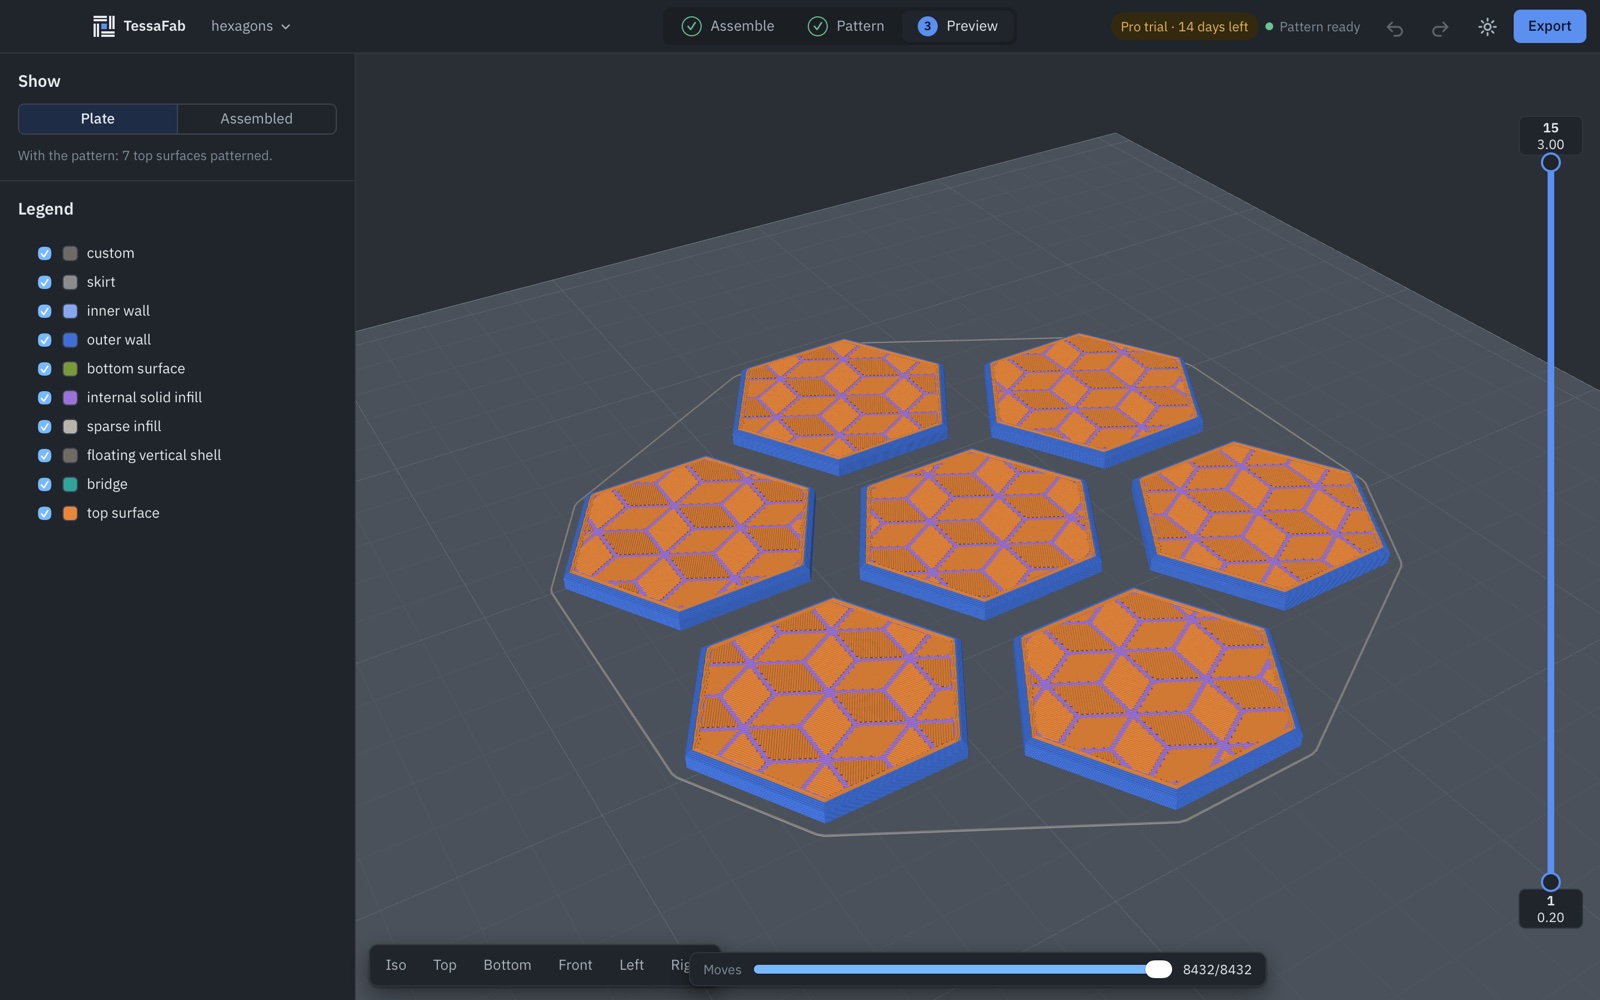 TessaFab
hexagons
Assemble
Pattern
3 Preview
Pro trial · 14 days left
Pattern ready
Export
Show
Plate
Assembled
With the pattern: 7 top surfaces patterned.
Legend
custom
skirt
inner wall
outer wall
bottom surface
internal solid infill
sparse infill
floating vertical shell
bridge
top surface
15
3.00
1
0.20
Iso
Top
Bottom
Front
Left
Moves
8432/8432